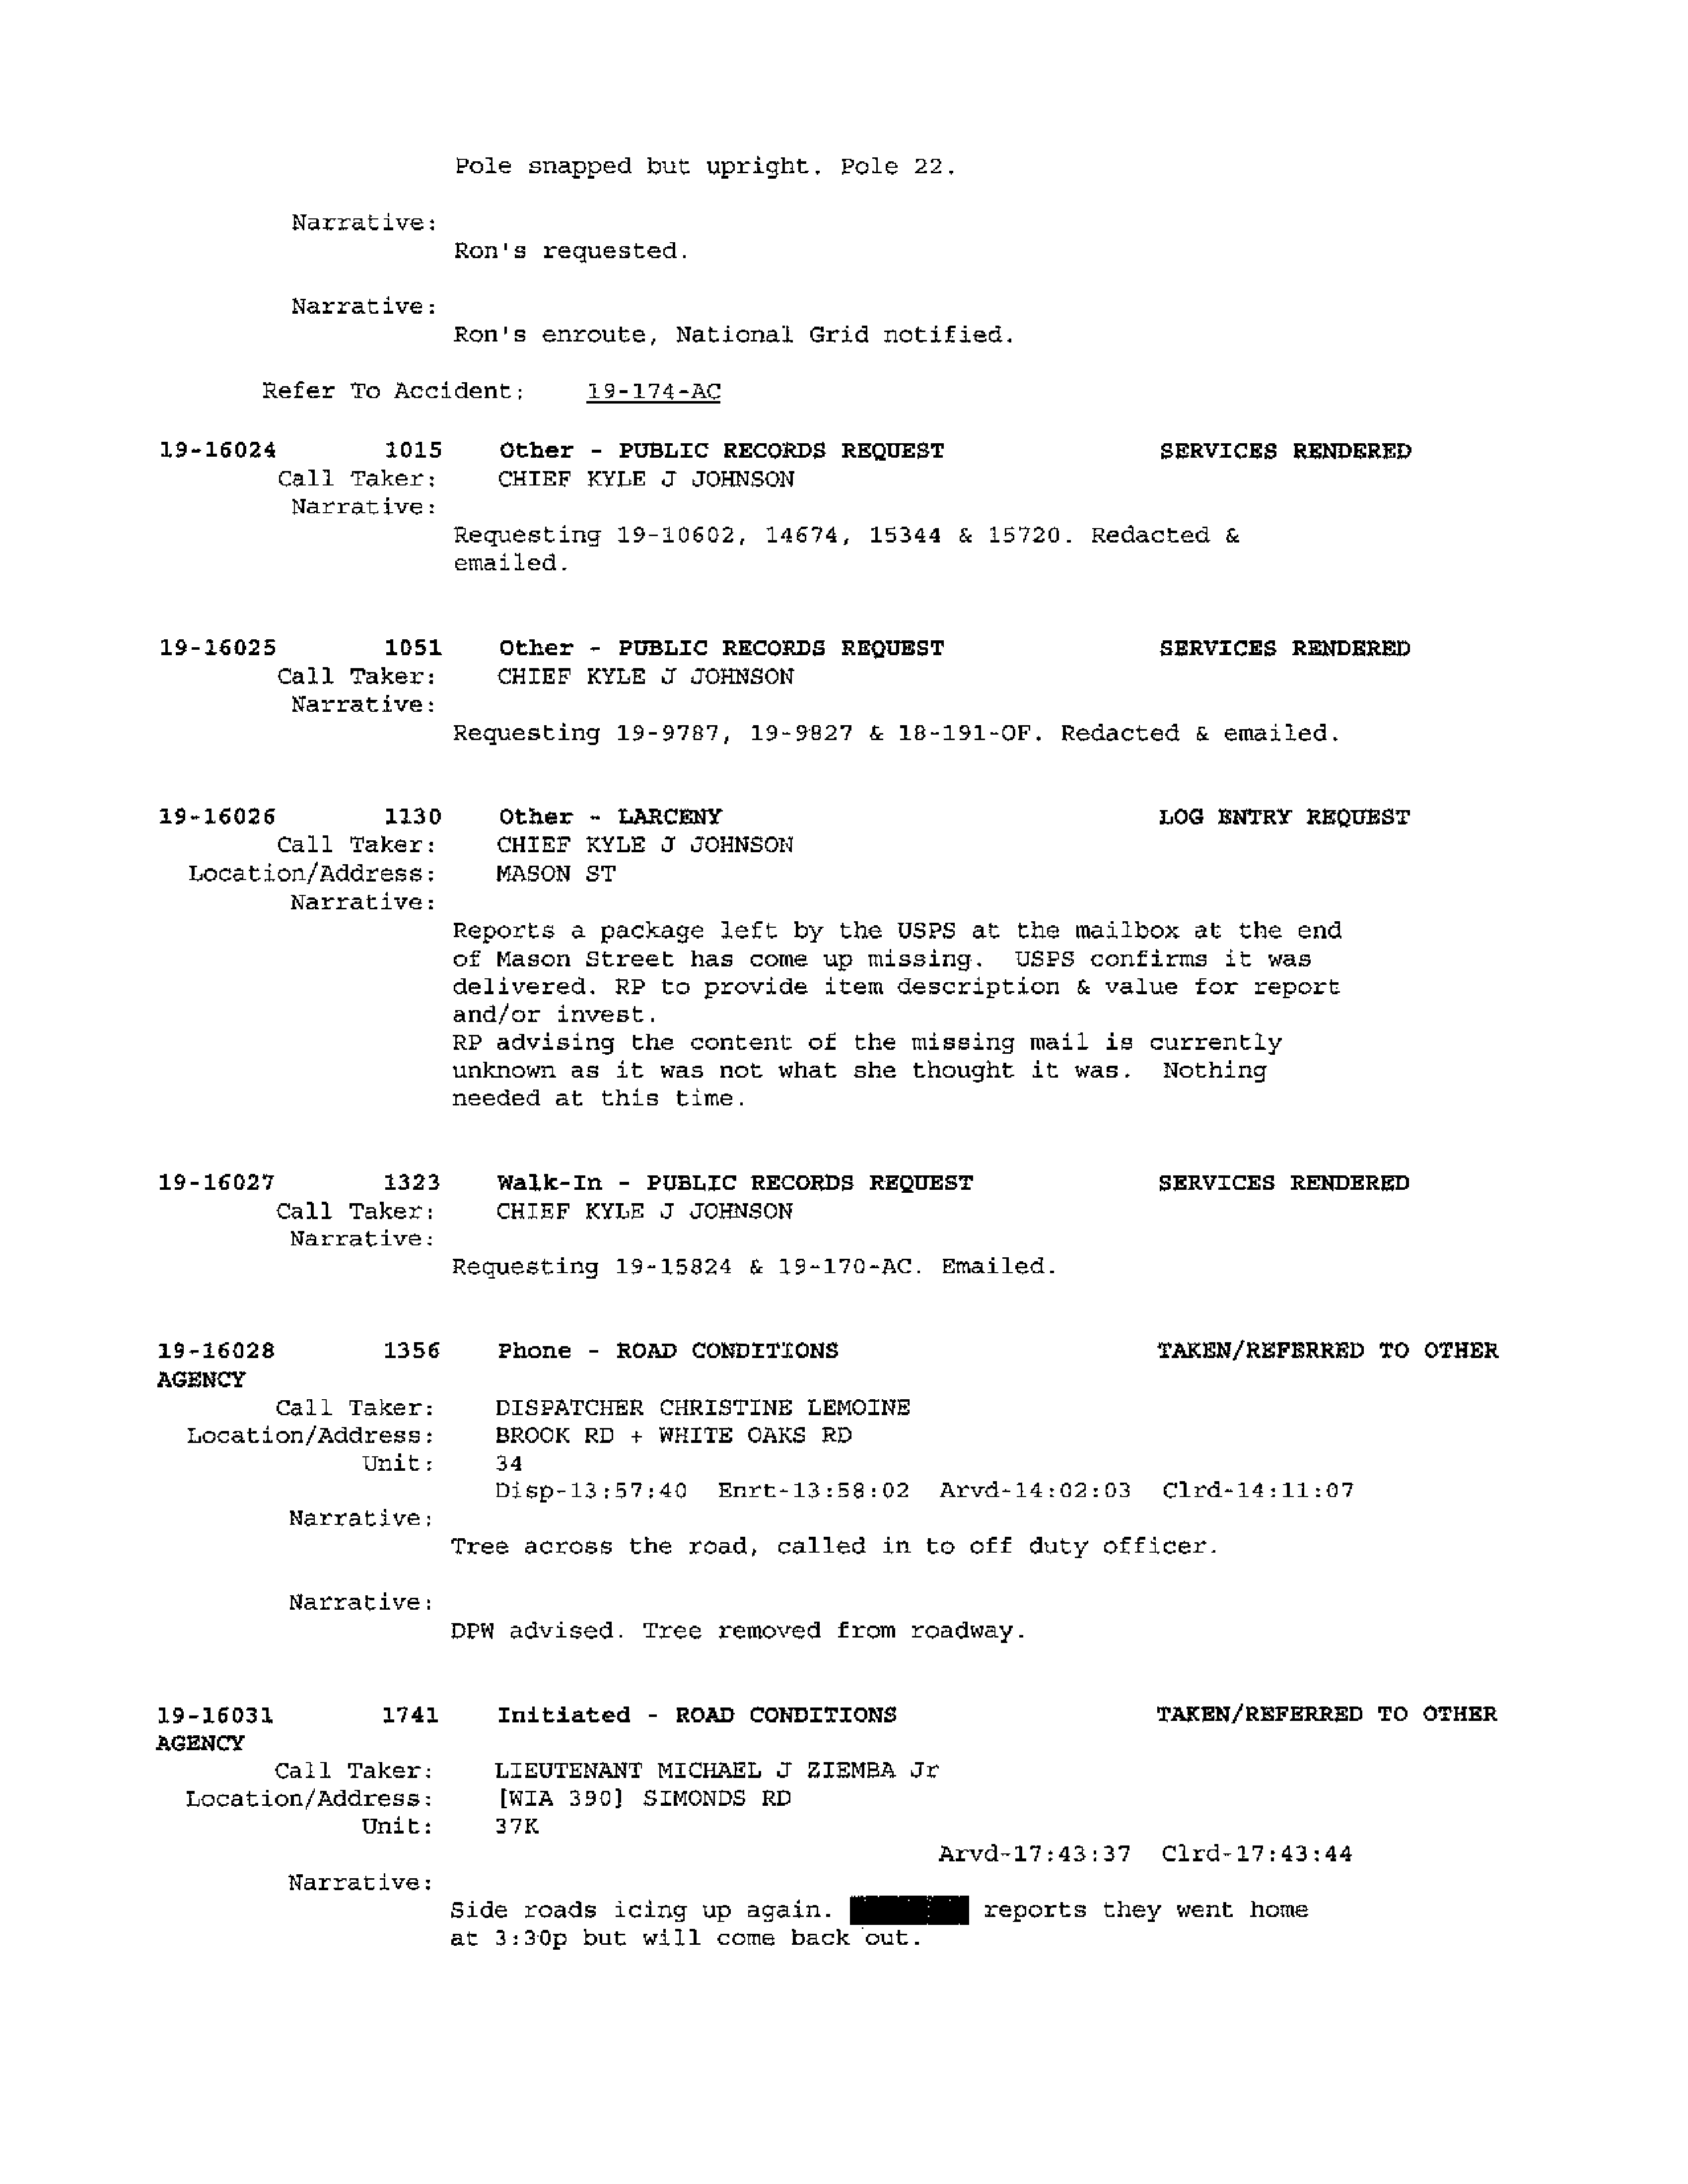 Pole snapped but upright. Pole 22.
Narrative:
Ron's requested.
Narrative:
Ron's enroute, National Grid notified.
Refer To Accident: 19-174-AC
19-16024 1015 Other - PUBLIC RECORDS REQUEST SERVICES RENDERED
Call Taker: CHIEF KYLE J JOHNSON
Narrative:
Requesting 19-10602, 14674, 15344 & 15720. Redacted &
emailed.
19-16025 1051 Other - PUBLIC RECORDS REQUEST SERVICES RENDERED
Call Taker: CHIEF KYLE J JOHNSON
Narrative:
Requesting 19-9787, 19-9827 & 18-191-OF. Redacted & emailed.
19-16026 1130 Other - LARCENY LOG ENTRY REQUEST
Call Taker: CHIEF KYLE J JOHNSON
Location/Address: MASON ST
Narrative:
Reports a package left by the USPS at the mailbox at the end
of Mason Street has come up missing. USPS confirms it was
delivered. RP to provide item description & value for report
and/or invest.
RP advising the content of the missing mail is currently
unknown as it was not what she thought it was. Nothing
needed at this time.
19-16027 1323 Walk-In - PUBLIC RECORDS REQUEST SERVICES RENDERED
Call Taker: CHIEF KYLE J JOHNSON
Narrative:
Requesting 19-15824 & 19-170-AC. Emailed.
19-16028 1356 Phone - ROAD CONDITIONS TAKEN/REFERRED TO OTHER
AGENCY
Call Taker: DISPATCHER CHRISTINE LEMOINE
Location/Address: BROOK RD + WHITE OAKS RD
Unit: 34
Disp-13:57:40 Enrt-13:58:02 Arvd-14:02:03 Clrd-14:11:07
Narrative:
Tree across the road, called in to off duty officer.
Narrative:
DPW advised. Tree removed from roadway.
19-16031 1741 Initiated - ROAD CONDITIONS TAKEN/REFERRED TO OTHER
AGENCY
Call Taker: LIEUTENANT MICHAEL J ZIEMBA Jr
Location/Address: [WIA 390] SIMONDS RD
Unit: 37K
Arvd-17:43:37 Clrd-17:43:44
Narrative:
Side roads icing up again. reports they went home
at 3:30p but will come back out.